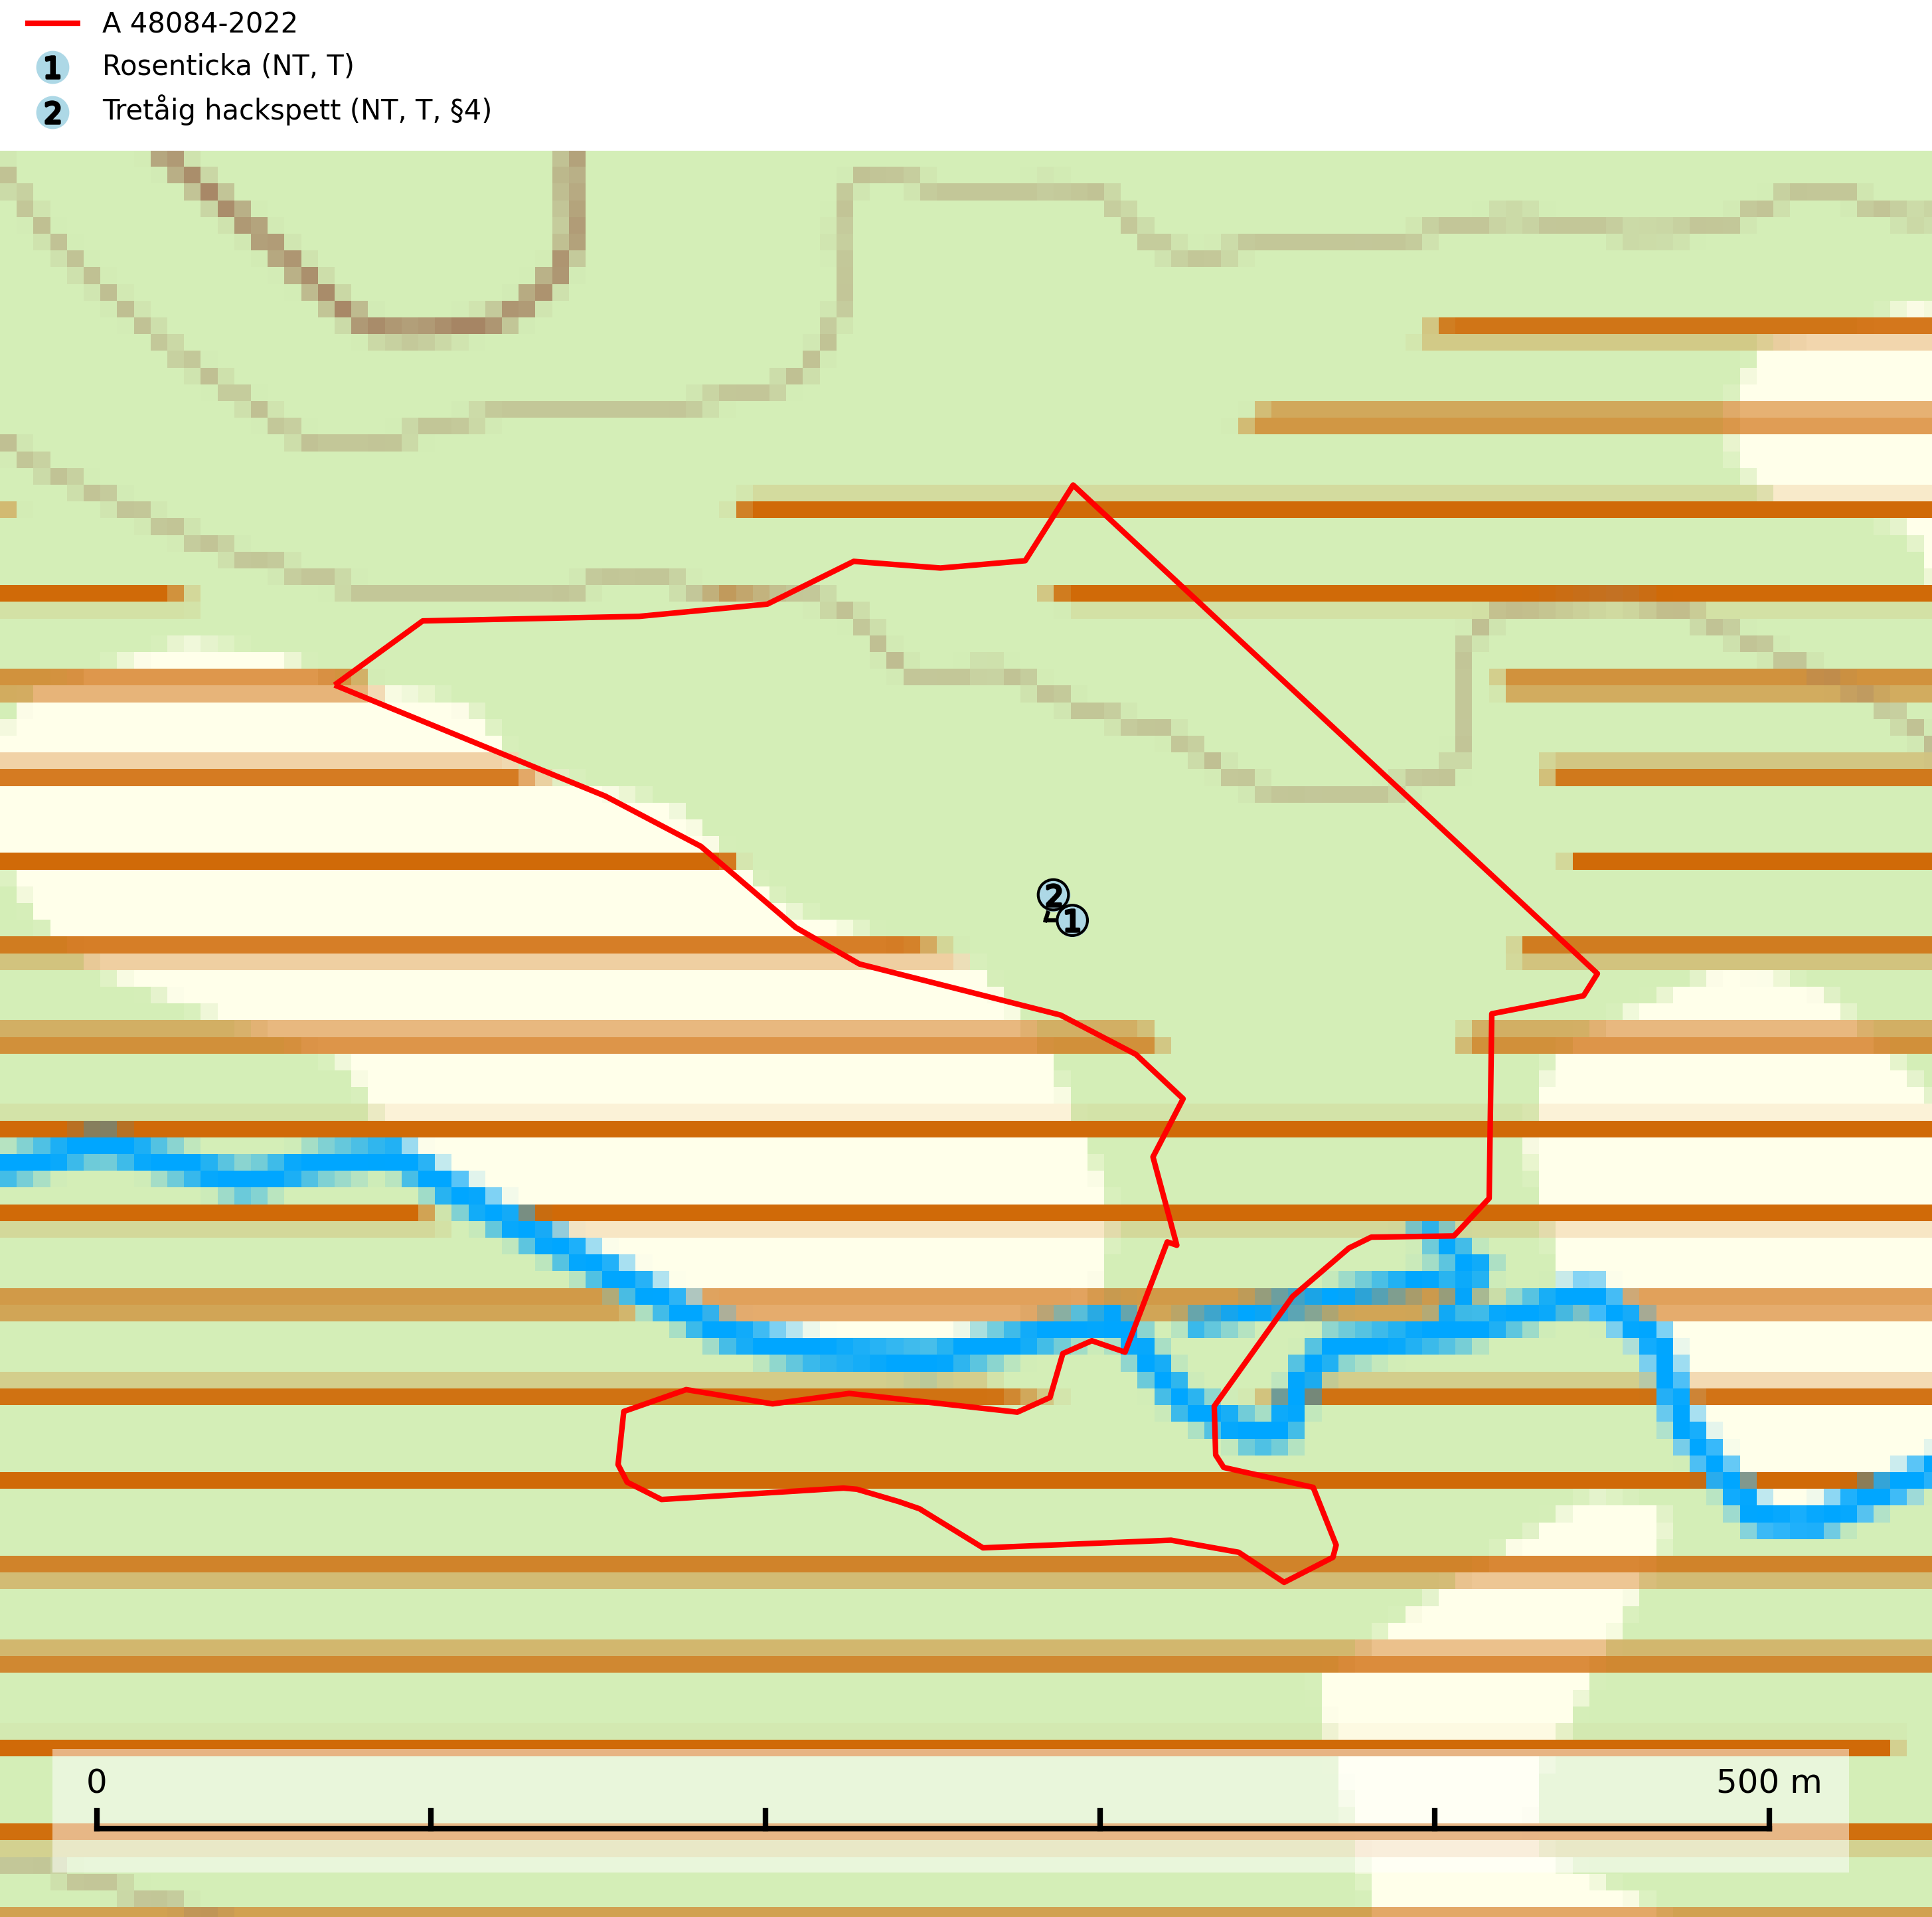 A 48084-2022
1 Rosenticka (NT, T)
2 Tretåig hackspett (NT, T, §4)
2
1
0 500 m